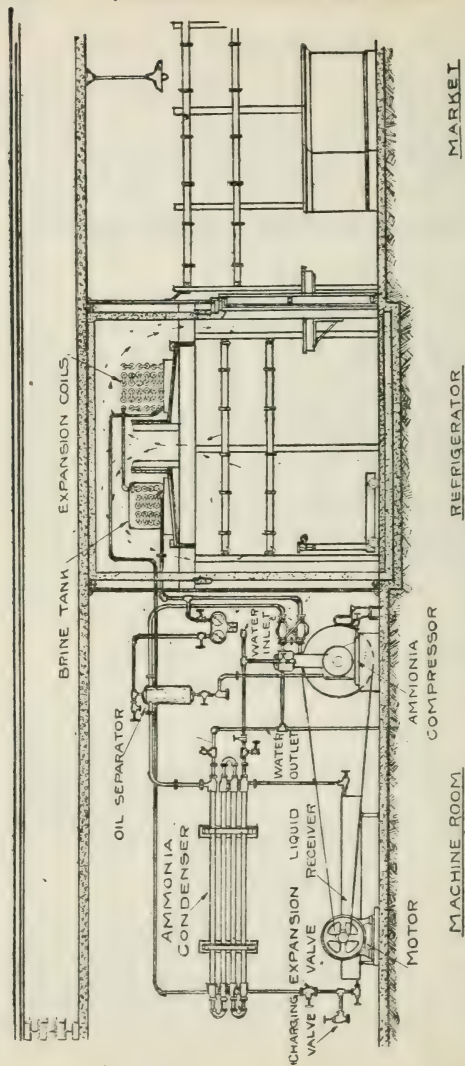 BRINE TANK
EXPANSION COILS
OIL SEPARATOR
AMMONIA
CONDENSER
WATER
INLET
WATER
OUTLET
LIQUID
RECEIVER
EXPANSION
VALVE
CHARGING
VALVE
MOTOR
AMMONIA
COMPRESSOR
MACHINE ROOM
REFRIGERATOR
MARKET